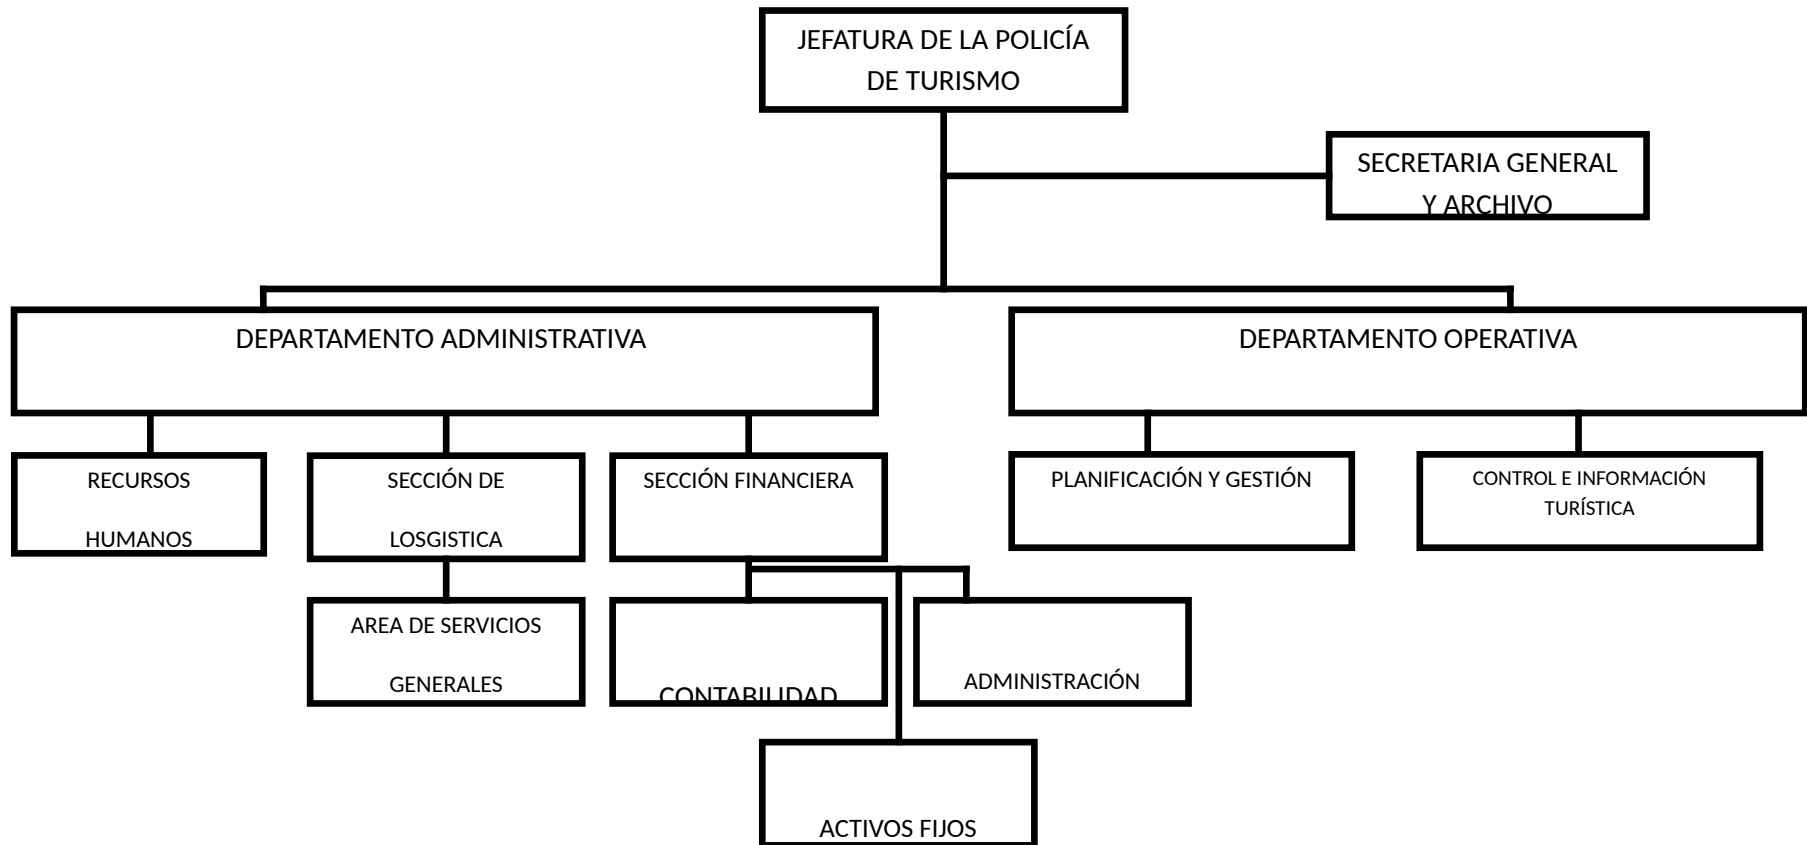 JEFATURA DE LA POLICÍA
DE TURISMO
SECRETARIA GENERAL
Y ARCHIVO
DEPARTAMENTO ADMINISTRATIVA
DEPARTAMENTO OPERATIVA
RECURSOS
HUMANOS
SECCIÓN DE
LOSGISTICA
SECCIÓN FINANCIERA
PLANIFICACIÓN Y GESTIÓN
CONTROL E INFORMACIÓN
TURÍSTICA
AREA DE SERVICIOS
GENERALES
CONTABILIDAD
ADMINISTRACIÓN
ACTIVOS FIJOS